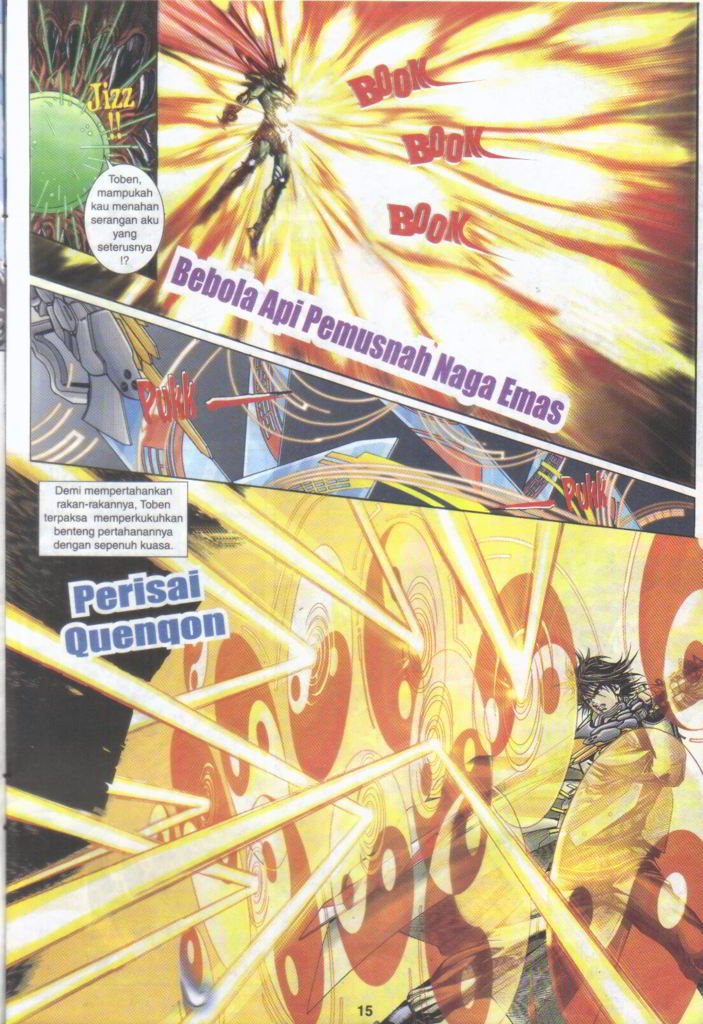 Jizz
!!
Toben,
mampukah
kau menahan
serangan aku
yang
seterusnya
!?
BOOK
BOOK
BOOK
Bebola Api Pemusnah Naga Emas
PUKK
PUKK
Demi mempertahankan
rakan-rakannya, Toben
terpaksa memperkukuhkan
benteng pertahanannya
dengan sepenuh kuasa.
Perisai
Quenqon
15